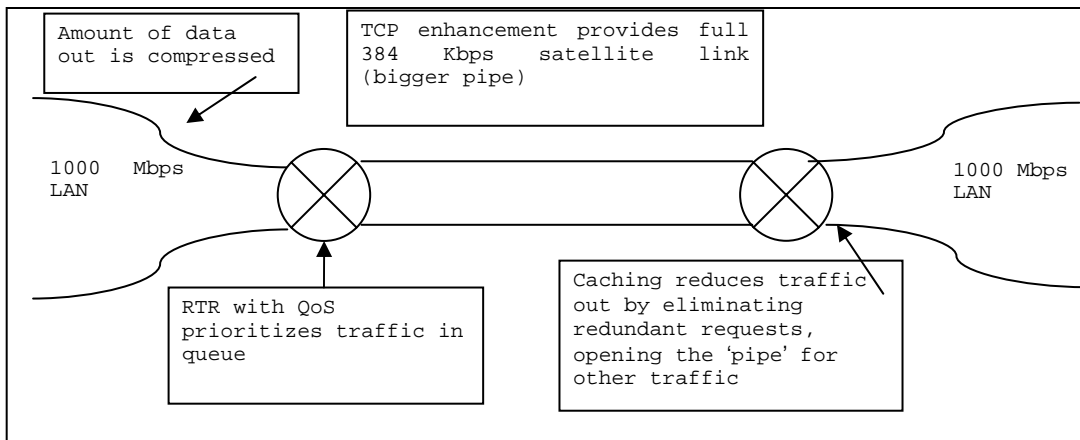 Amount of data
out is compressed
TCP enhancement provides full
384 Kbps satellite link
(bigger pipe)
1000 Mbps
LAN
1000 Mbps
LAN
RTR with QoS
prioritizes traffic in
queue
Caching reduces traffic
out by eliminating
redundant requests,
opening the ‘pipe’ for
other traffic